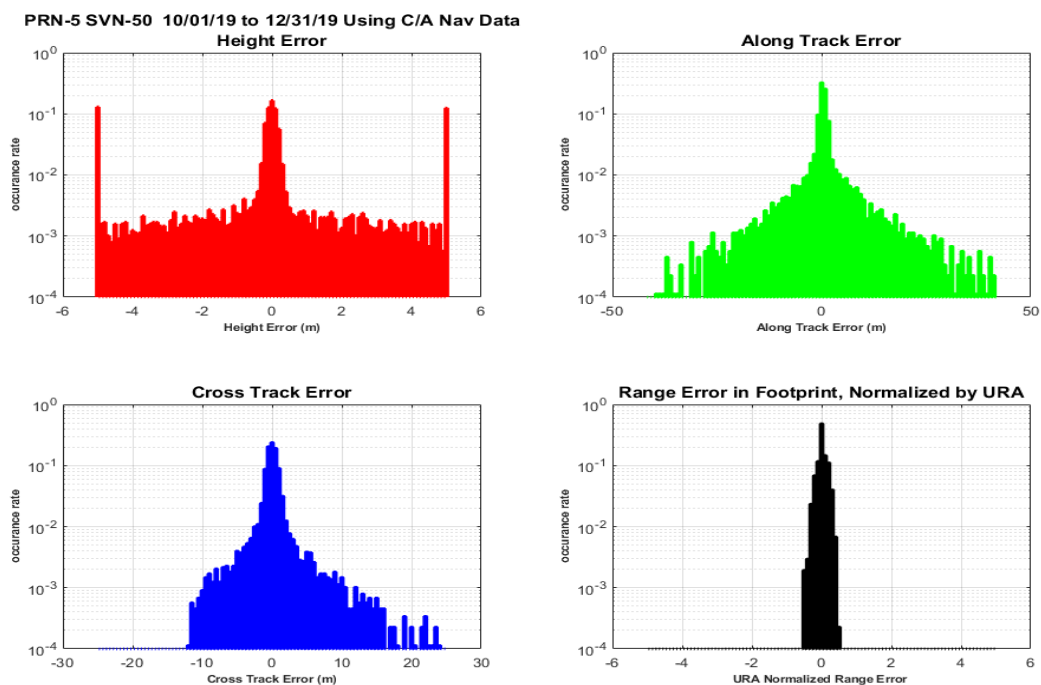 PRN-5 SVN-50 10/01/19 to 12/31/19 Using C/A Nav Data
Height Error
10^0
10^-1
10^-2
10^-3
10^-4
occurance rate
-6 -4 -2 0 2 4 6
Height Error (m)
Along Track Error
10^0
10^-1
10^-2
10^-3
10^-4
occurance rate
-50 0 50
Along Track Error (m)
Cross Track Error
10^0
10^-1
10^-2
10^-3
10^-4
occurance rate
-30 -20 -10 0 10 20 30
Cross Track Error (m)
Range Error in Footprint, Normalized by URA
10^0
10^-1
10^-2
10^-3
10^-4
occurance rate
-6 -4 -2 0 2 4 6
URA Normalized Range Error